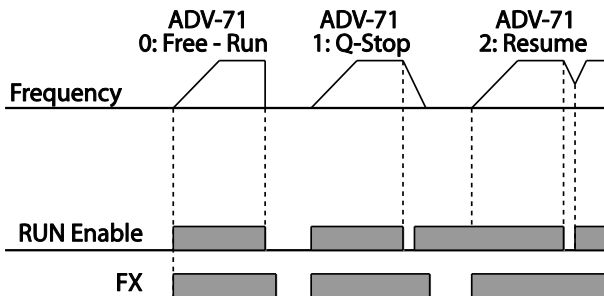 ADV-71 ADV-71 ADV-71
0: Free - Run 1: Q-Stop 2: Resume
Frequency
RUN Enable
FX